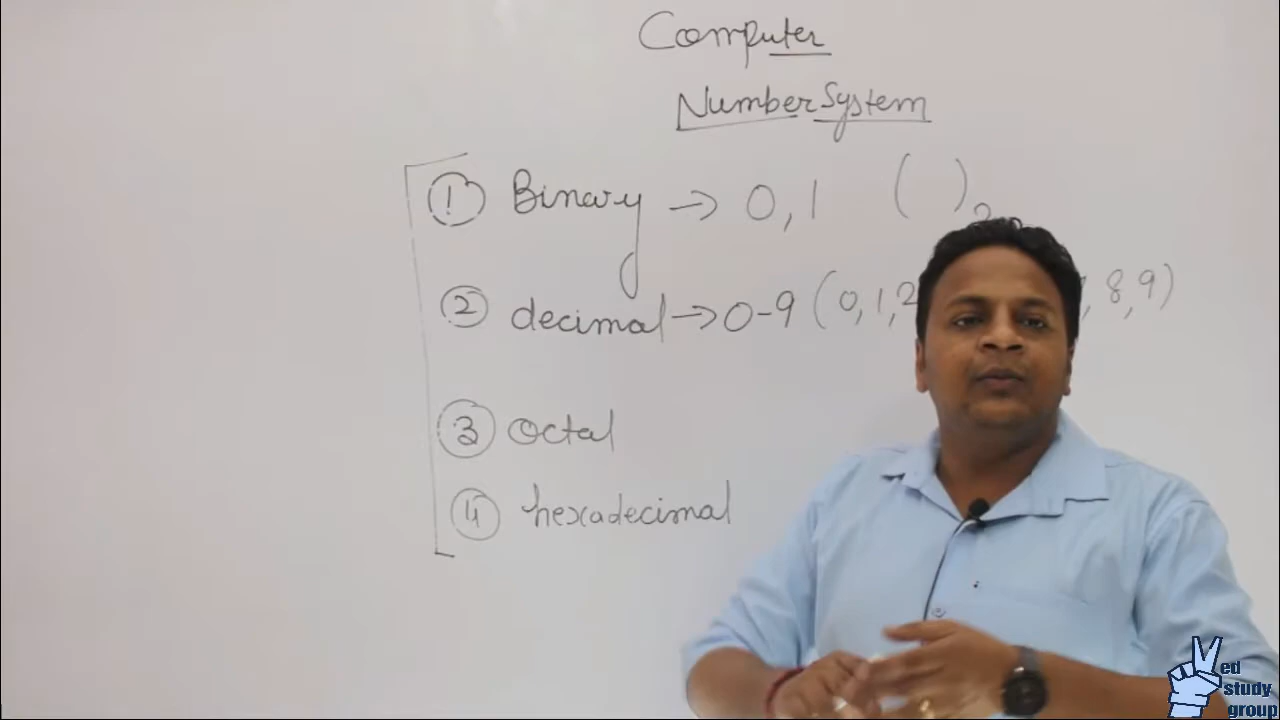 Computer
Number System
① Binary → 0, 1 ( )2
② decimal → 0-9 (0, 1, 2 , 8, 9)
③ octal
④ hexadecimal
Ved
study
group